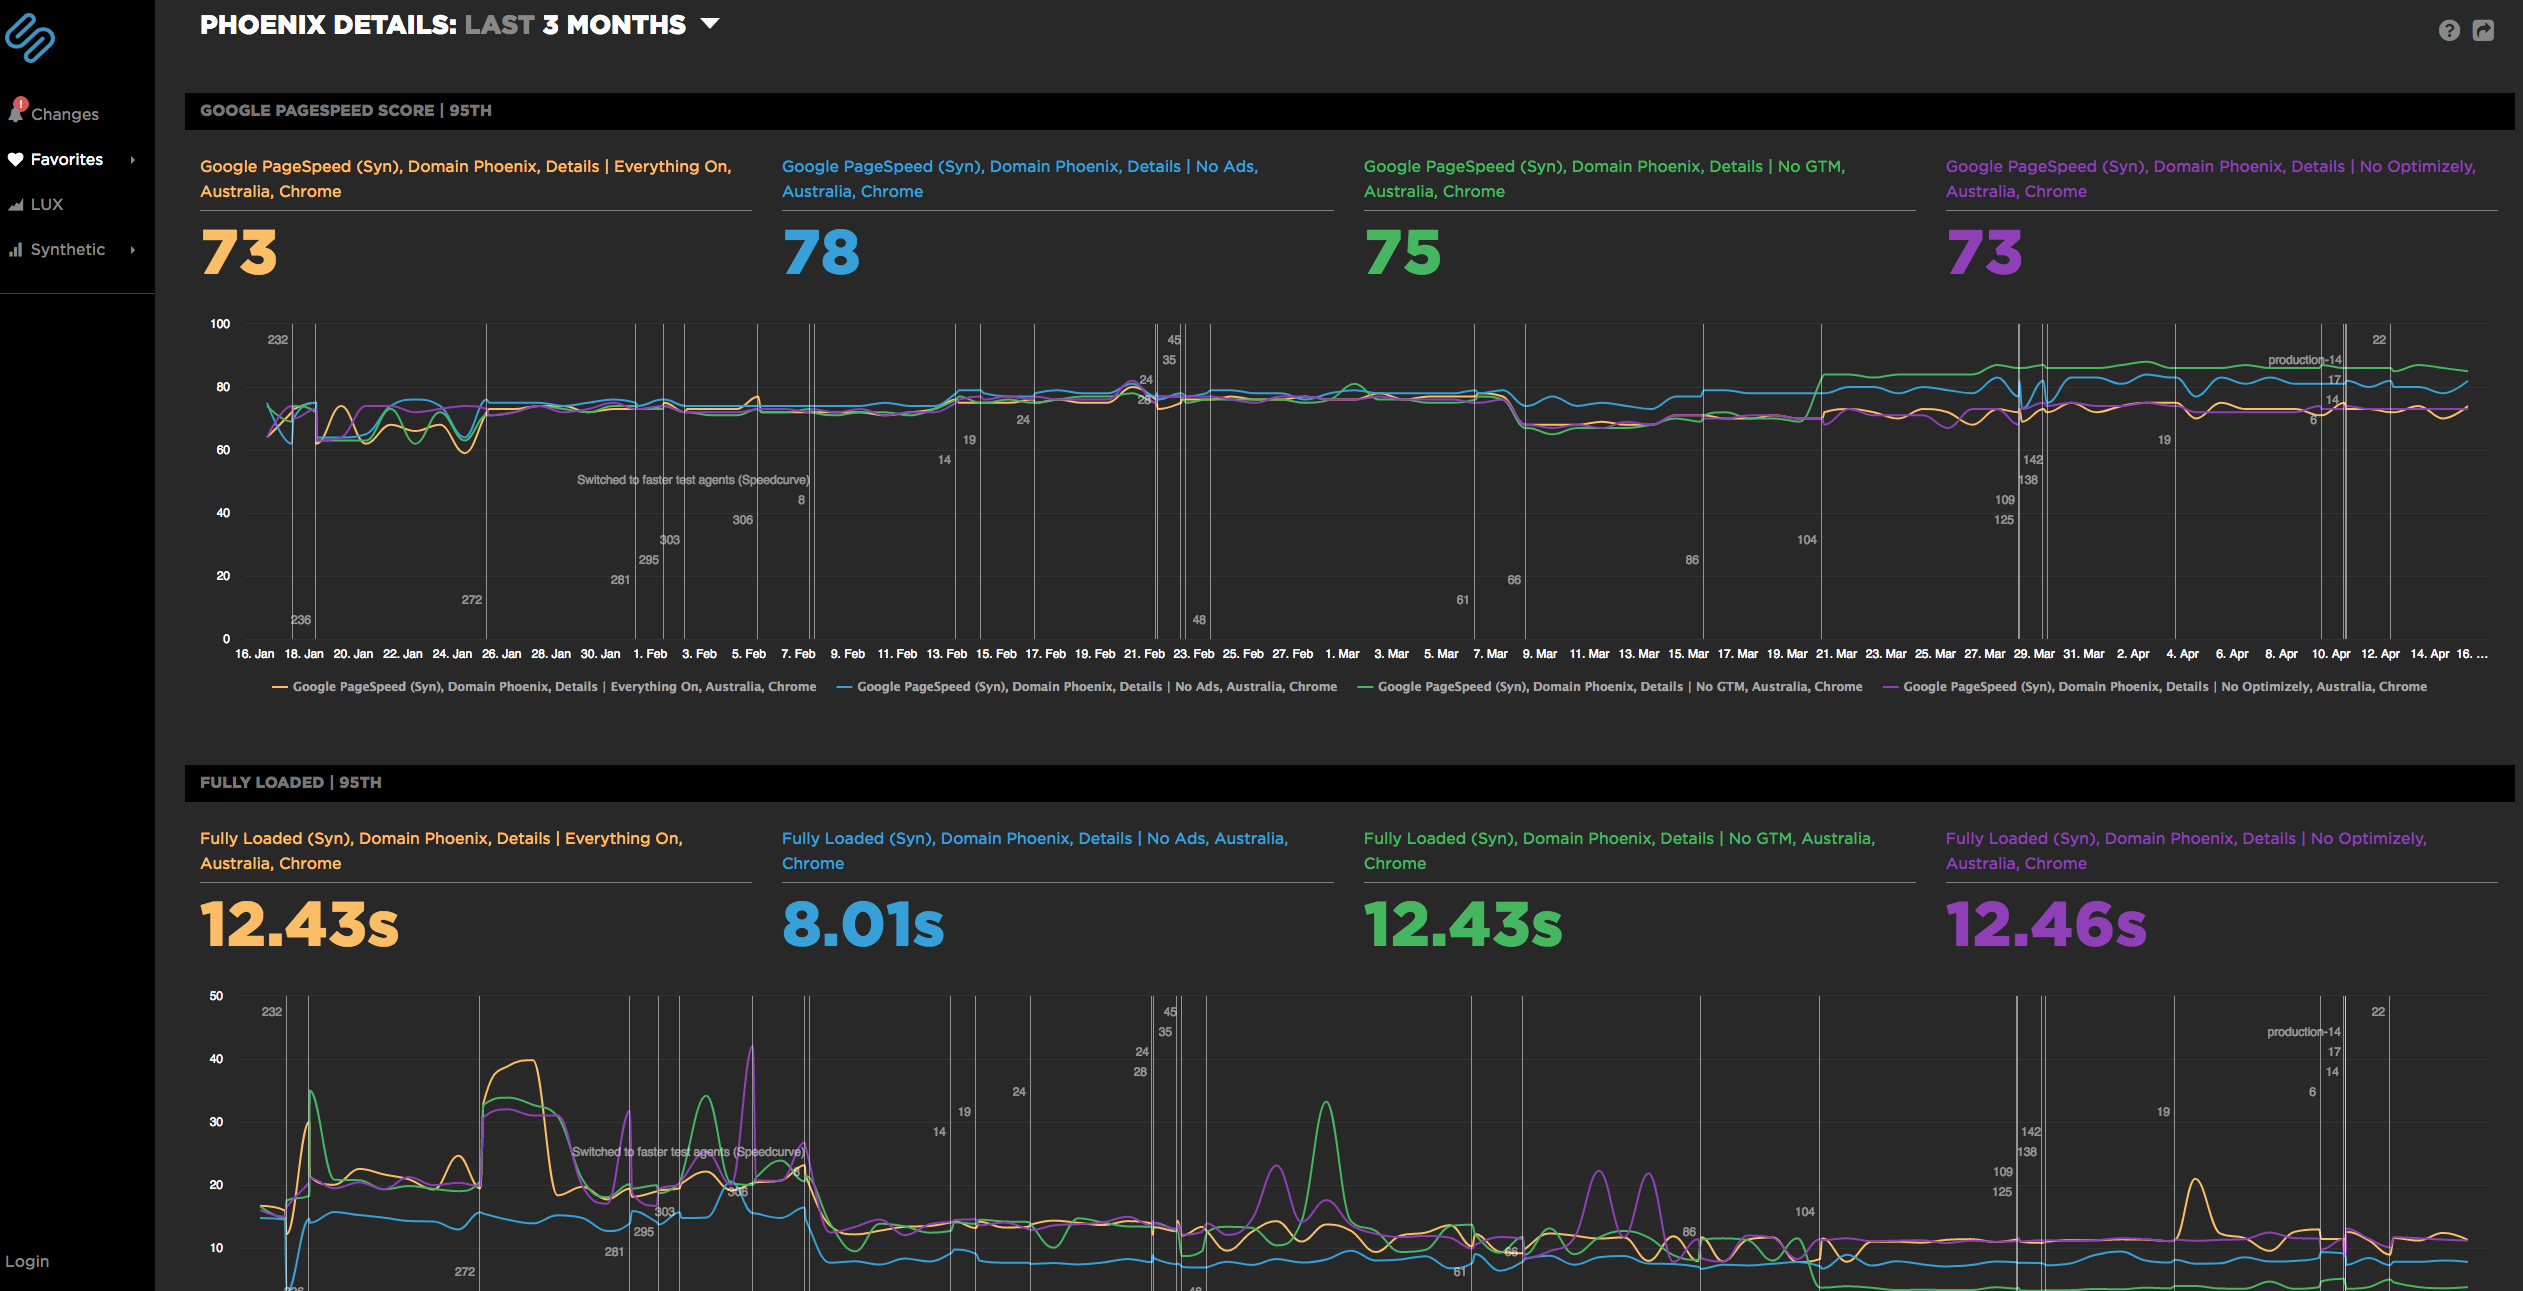 PHOENIX DETAILS: LAST 3 MONTHS
?
!
Changes
Favorites
LUX
Synthetic
Login
GOOGLE PAGESPEED SCORE | 95TH
Google PageSpeed (Syn), Domain Phoenix, Details | Everything On,
Australia, Chrome
73
Google PageSpeed (Syn), Domain Phoenix, Details | No Ads,
Australia, Chrome
78
Google PageSpeed (Syn), Domain Phoenix, Details | No GTM,
Australia, Chrome
75
Google PageSpeed (Syn), Domain Phoenix, Details | No Optimizely,
Australia, Chrome
73
100
80
60
40
20
0
232
236
272
281
295
303
306
Switched to faster test agents (Speedcurve)
8
14
19
24
24
28
45
35
48
61
66
86
104
109
125
142
138
19
production-14
17
14
6
22
16. Jan 18. Jan 20. Jan 22. Jan 24. Jan 26. Jan 28. Jan 30. Jan 1. Feb 3. Feb 5. Feb 7. Feb 9. Feb 11. Feb 13. Feb 15. Feb 17. Feb 19. Feb 21. Feb 23. Feb 25. Feb 27. Feb 1. Mar 3. Mar 5. Mar 7. Mar 9. Mar 11. Mar 13. Mar 15. Mar 17. Mar 19. Mar 21. Mar 23. Mar 25. Mar 27. Mar 29. Mar 31. Mar 2. Apr 4. Apr 6. Apr 8. Apr 10. Apr 12. Apr 14. Apr 16. ...
Google PageSpeed (Syn), Domain Phoenix, Details | Everything On, Australia, Chrome
Google PageSpeed (Syn), Domain Phoenix, Details | No Ads, Australia, Chrome
Google PageSpeed (Syn), Domain Phoenix, Details | No GTM, Australia, Chrome
Google PageSpeed (Syn), Domain Phoenix, Details | No Optimizely, Australia, Chrome
FULLY LOADED | 95TH
Fully Loaded (Syn), Domain Phoenix, Details | Everything On,
Australia, Chrome
12.43s
Fully Loaded (Syn), Domain Phoenix, Details | No Ads, Australia,
Chrome
8.01s
Fully Loaded (Syn), Domain Phoenix, Details | No GTM, Australia,
Chrome
12.43s
Fully Loaded (Syn), Domain Phoenix, Details | No Optimizely,
Australia, Chrome
12.46s
50
40
30
20
10
232
236
272
281
295
303
306
Switched to faster test agents (Speedcurve)
8
14
19
24
24
28
45
35
48
61
66
86
104
109
125
142
138
19
production-14
17
14
6
22